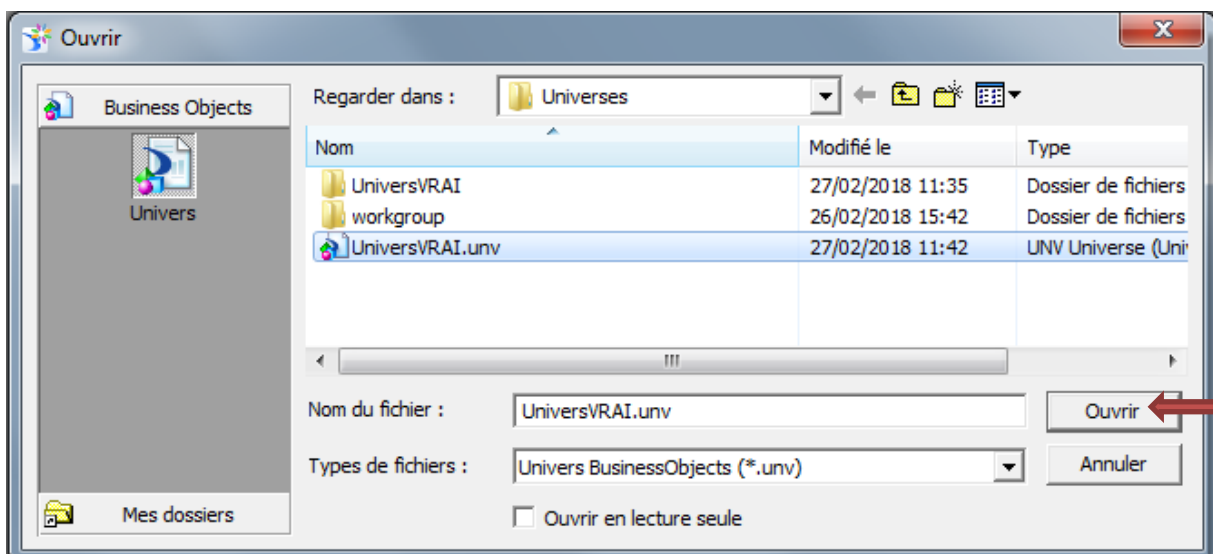 Ouvrir
Business Objects
Univers
Mes dossiers
Regarder dans : Universes
Nom Modifié le Type
UniversVRAI 27/02/2018 11:35 Dossier de fichiers
workgroup 26/02/2018 15:42 Dossier de fichiers
UniversVRAI.unv 27/02/2018 11:42 UNV Universe (Uni
Nom du fichier : UniversVRAI.unv Ouvrir
Types de fichiers : Univers BusinessObjects (*.unv) Annuler
Ouvrir en lecture seule